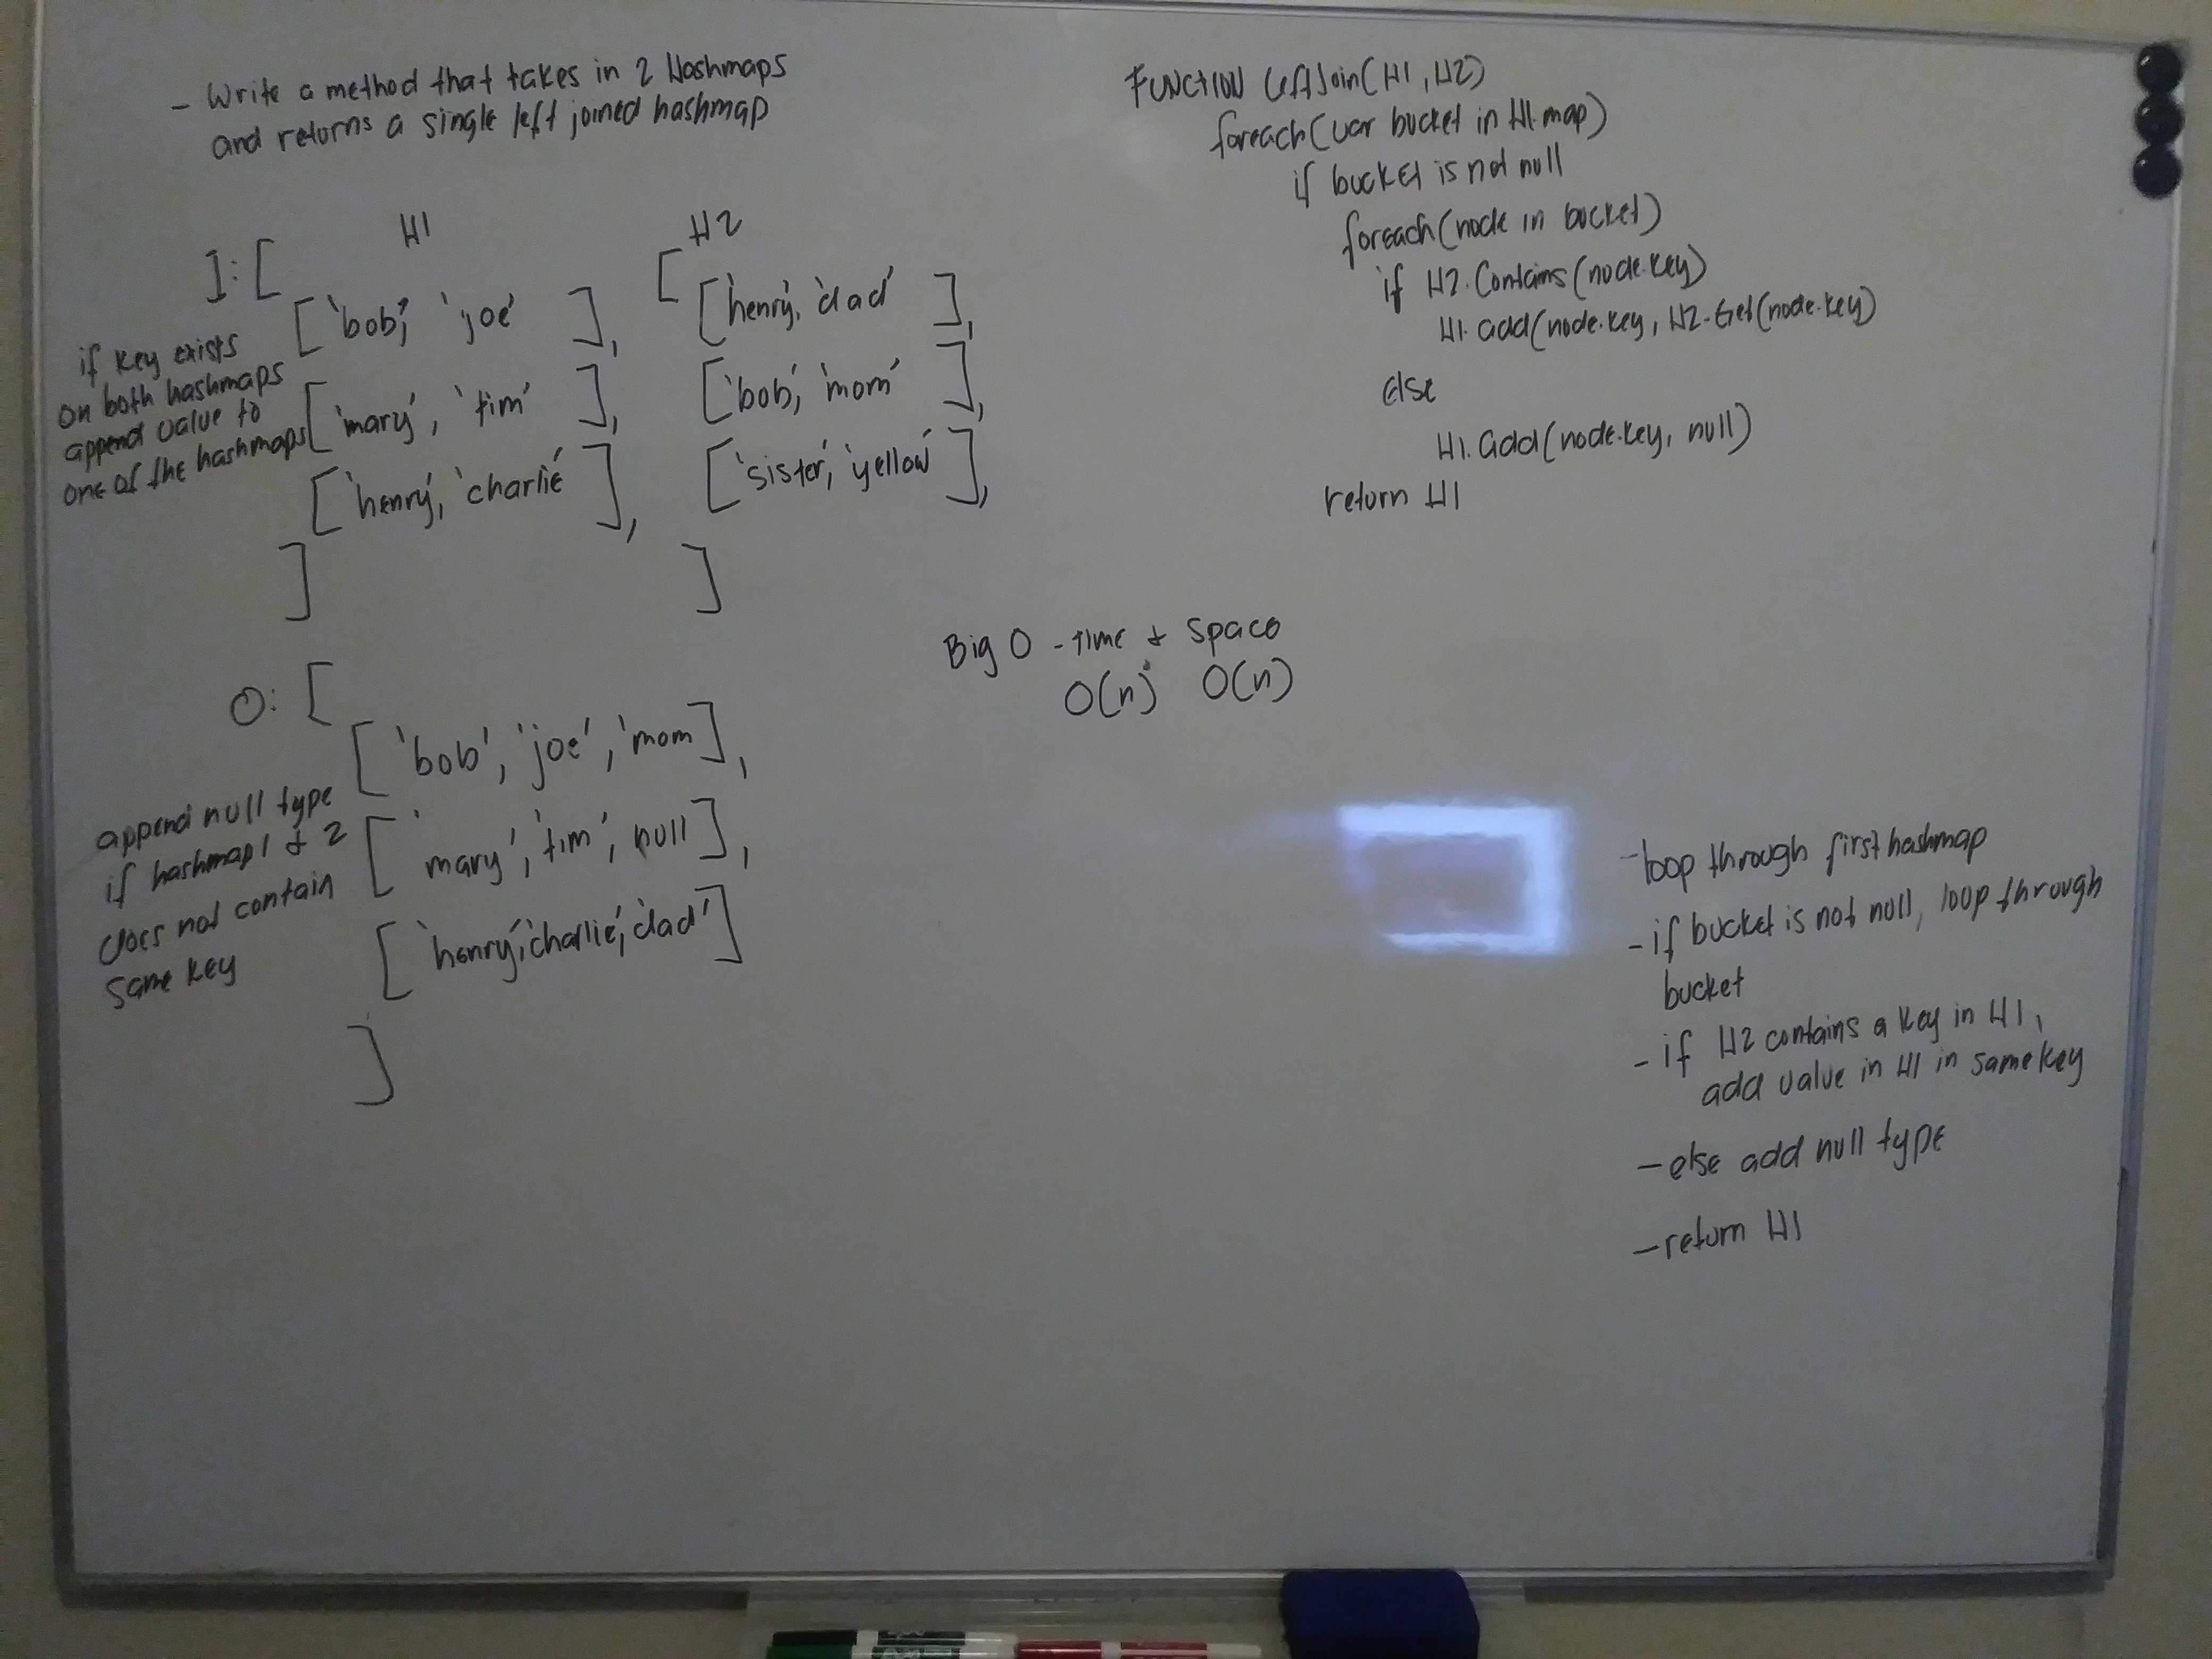 - Write a method that takes in 2 Hashmaps
and returns a single left joined hashmap
H1 H2
I: [ [
['bob', 'joe' ], ['henry', 'dad' ],
['mary', 'tim' ], ['bob', 'mom' ],
['henry', 'charlie' ], ['sister', 'yellow' ],
] ]
if key exists
on both hashmaps
append value to
one of the hashmaps
O: [
['bob', 'joe', 'mom],
['mary', 'tim', null],
['henry', 'charlie', 'dad']
]
append null type
if hashmap 1 & 2
does not contain
same key
Big O - time & space
O(n) O(n)
FUNCTION LeftJoin(H1, H2)
foreach(var bucket in H1.map)
if bucket is not null
foreach(node in bucket)
if H2.Contains(node.key)
H1.add(node.key, H2.Get(node.key)
else
H1.add(node.key, null)
return H1
- loop through first hashmap
- if bucket is not null, loop through
bucket
- if H2 contains a key in H1,
add value in H1 in same key
- else add null type
- return H1